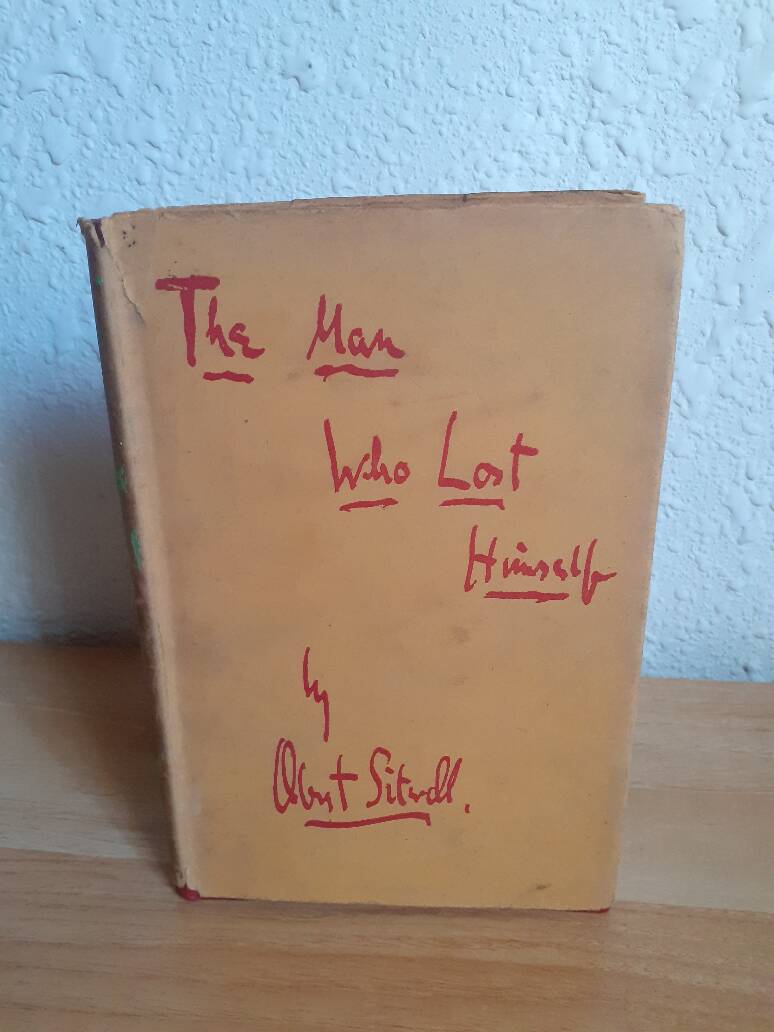 The Man
Who Lost
Himself
by
Osbert Sitwell.